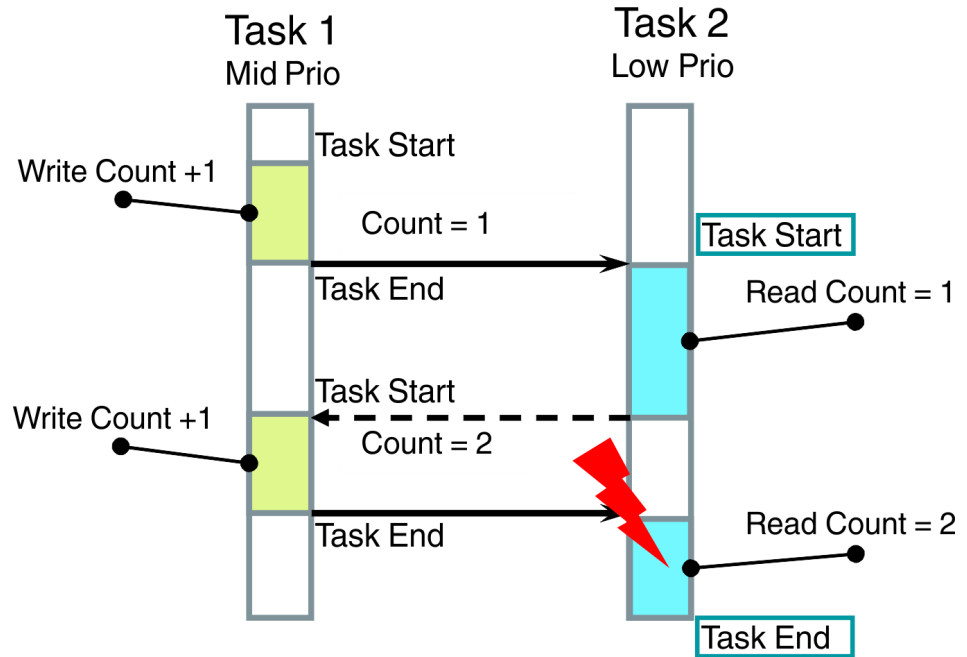 Task 1
Mid Prio
Task 2
Low Prio
Task Start
Write Count +1
Count = 1
Task Start
Task End
Read Count = 1
Task Start
Write Count +1
Count = 2
Task End
Read Count = 2
Task End